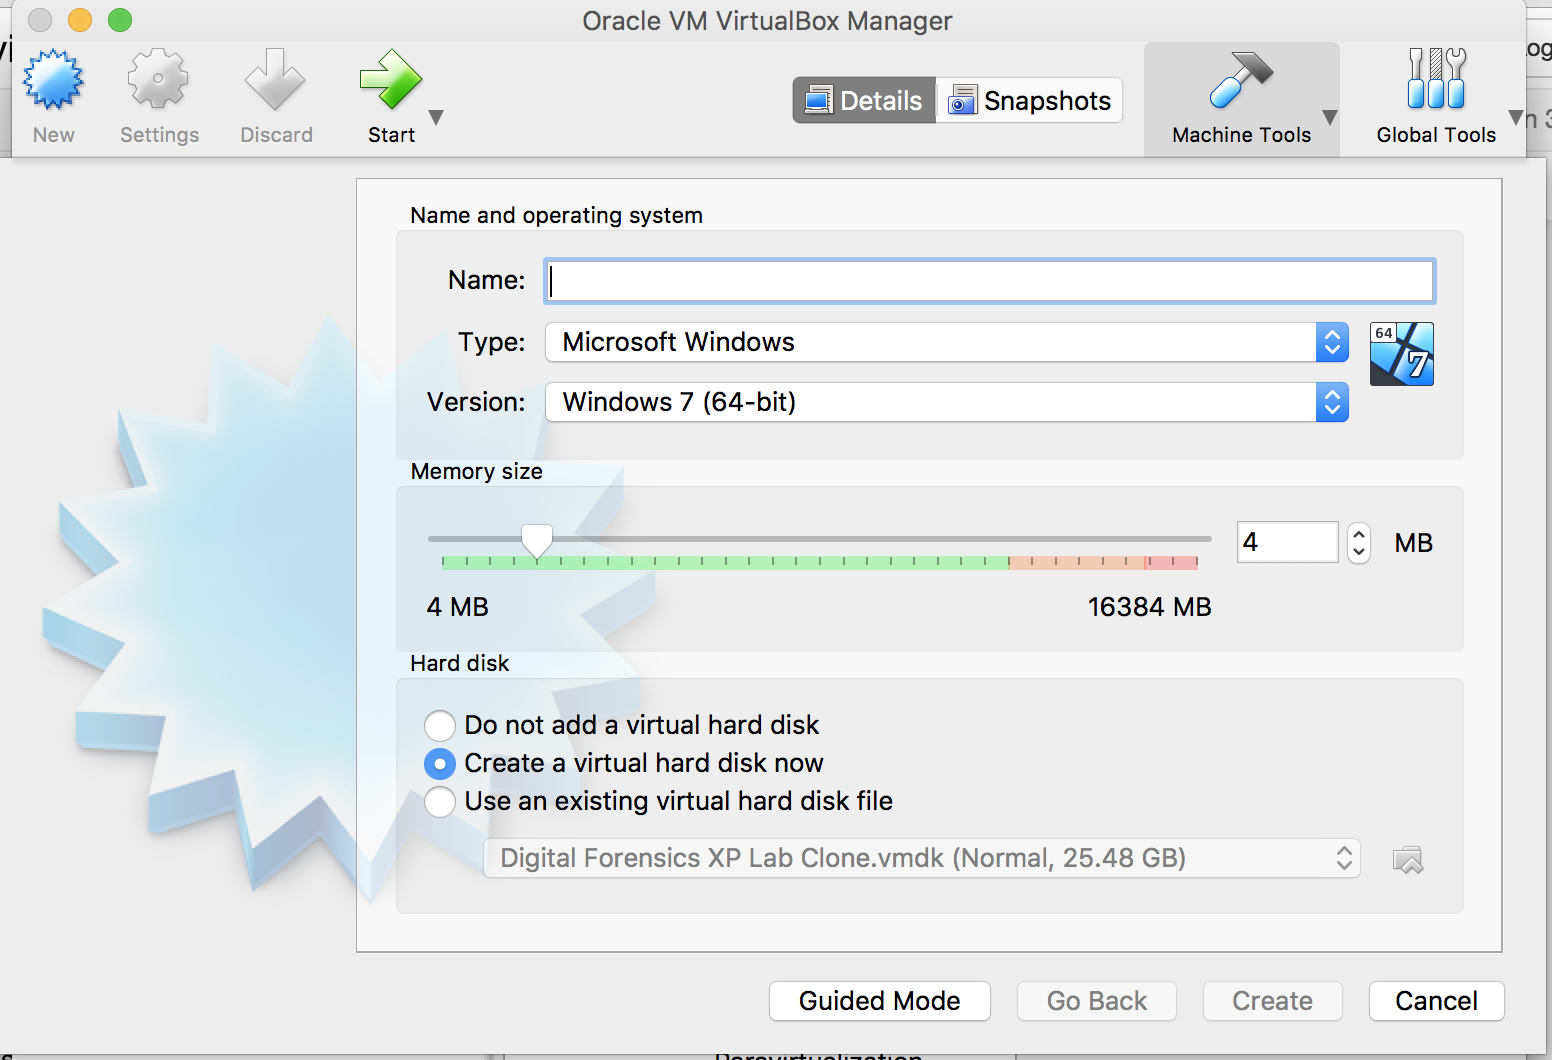 Oracle VM VirtualBox Manager
New
Settings
Discard
Start
Details
Snapshots
Machine Tools
Global Tools
Name and operating system
Name:
Type: Microsoft Windows
64
7
Version: Windows 7 (64-bit)
Memory size
4 MB
4 MB
16384 MB
Hard disk
Do not add a virtual hard disk
Create a virtual hard disk now
Use an existing virtual hard disk file
Digital Forensics XP Lab Clone.vmdk (Normal, 25.48 GB)
Guided Mode
Go Back
Create
Cancel